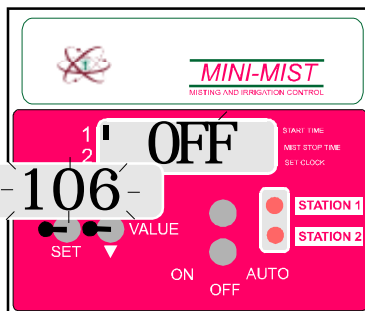 T
MINI-MIST
MISTING AND IRRIGATION CONTROL
1 OFF
2
START TIME
MIST STOP TIME
SET CLOCK
106
VALUE
SET
STATION 1
STATION 2
ON
OFF
AUTO